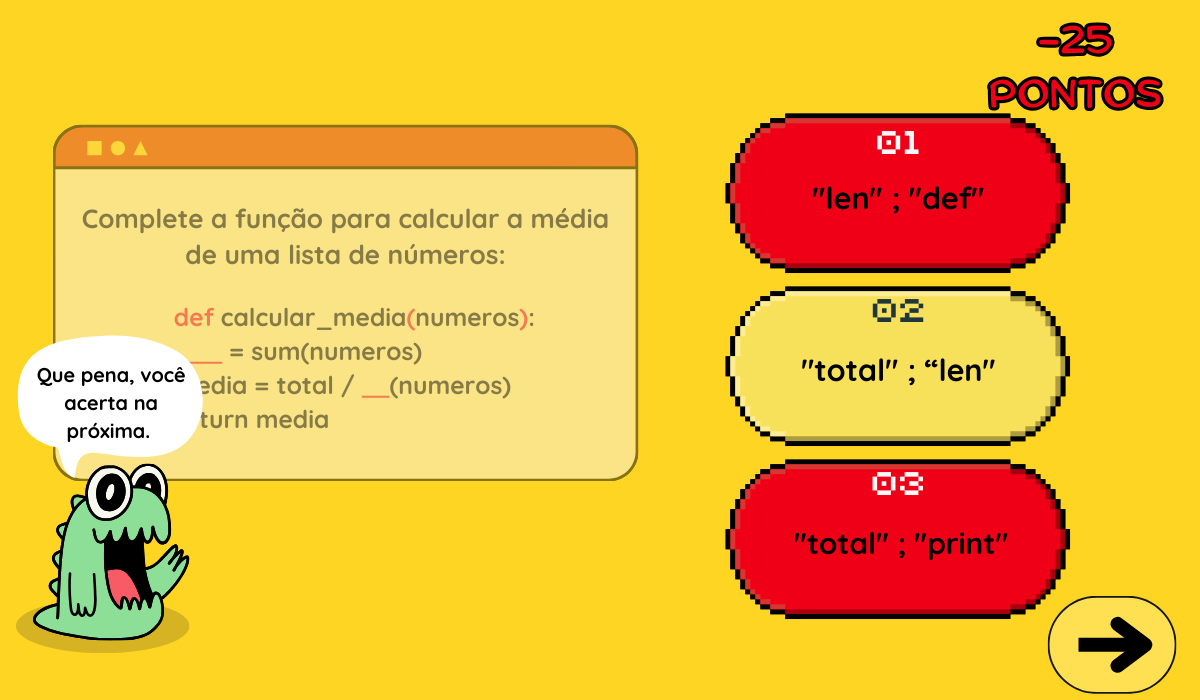 -25
PONTOS
Complete a função para calcular a média
de uma lista de números:
def calcular_media(numeros):
___ = sum(numeros)
edia = total / __(numeros)
turn media
Que pena, você
acerta na
próxima.
01
"len" ; "def"
02
"total" ; “len"
03
"total" ; "print"